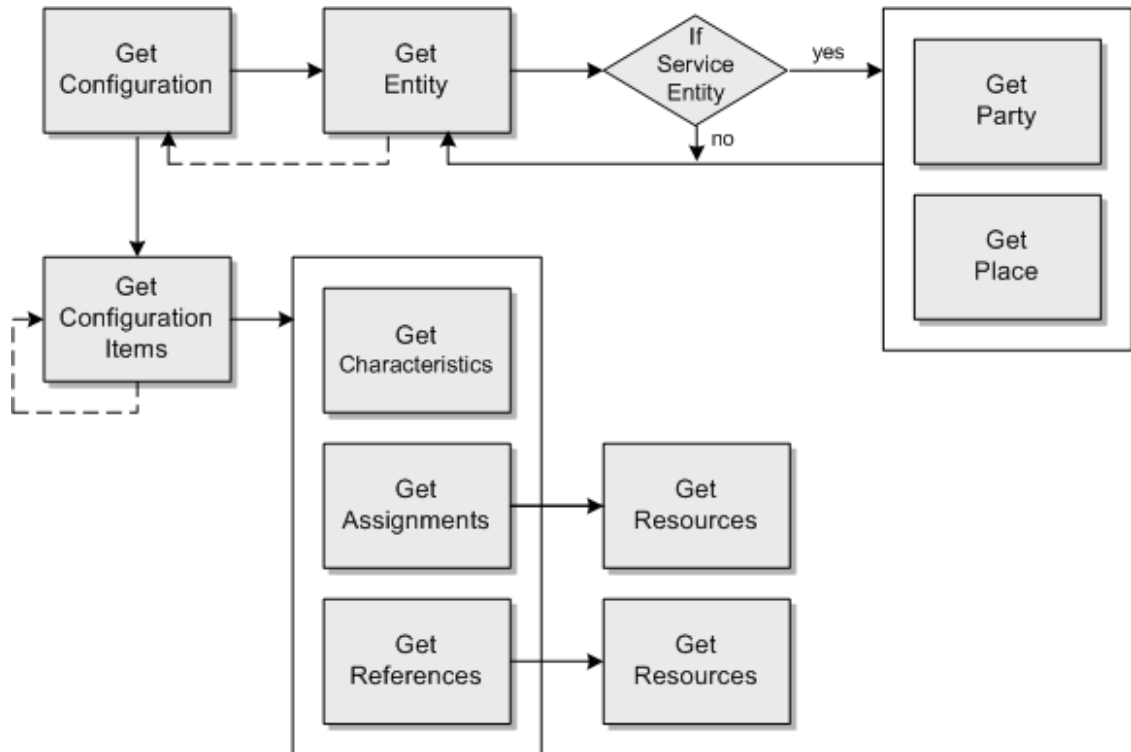 Get
Configuration
Get
Entity
If
Service
Entity
yes
no
Get
Party
Get
Place
Get
Configuration
Items
Get
Characteristics
Get
Assignments
Get
Resources
Get
References
Get
Resources